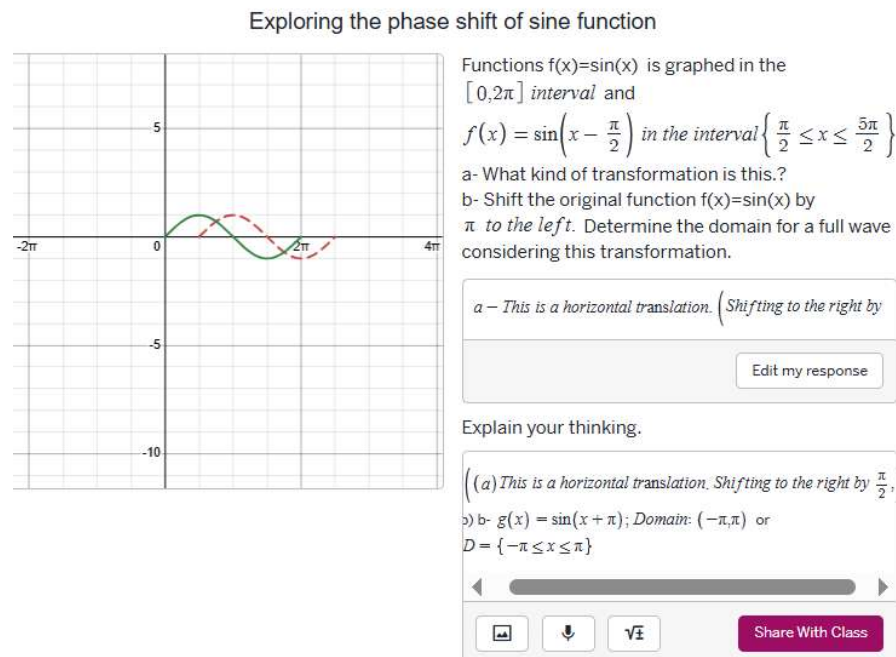 Exploring the phase shift of sine function
Functions f(x)=sin(x) is graphed in the
[0,2π] interval and
f(x) = sin(x − π/2) in the interval {π/2 ≤ x ≤ 5π/2}
a- What kind of transformation is this.?
b- Shift the original function f(x)=sin(x) by
π to the left. Determine the domain for a full wave
considering this transformation.
5
-2π
0
2π
4π
-5
-10
a − This is a horizontal translation. (Shifting to the right by
Edit my response
Explain your thinking.
((a) This is a horizontal translation. Shifting to the right by π/2,
b) b- g(x) = sin(x + π); Domain: (−π,π) or
D = {−π ≤ x ≤ π}
√±
Share With Class